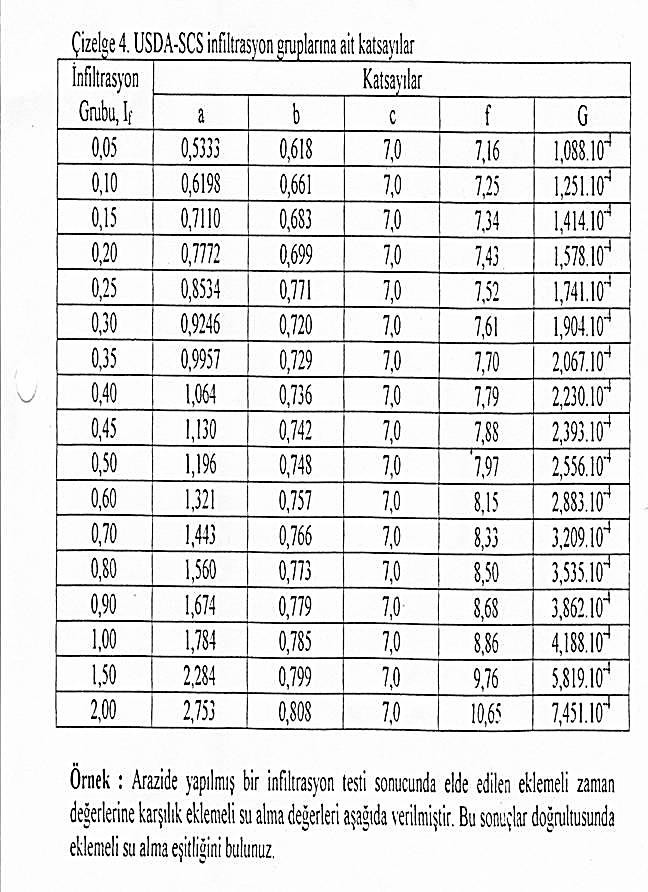 Çizelge 4. USDA-SCS infiltrasyon gruplarına ait katsayılar
İnfiltrasyon Grubu, If Katsayılar
a b c f G
0,05 0,5333 0,618 7,0 7,16 1,088.10-4
0,10 0,6198 0,661 7,0 7,25 1,251.10-4
0,15 0,7110 0,683 7,0 7,34 1,414.10-4
0,20 0,7772 0,699 7,0 7,43 1,578.10-4
0,25 0,8534 0,771 7,0 7,52 1,741.10-4
0,30 0,9246 0,720 7,0 7,61 1,904.10-4
0,35 0,9957 0,729 7,0 7,70 2,067.10-4
0,40 1,064 0,736 7,0 7,79 2,230.10-4
0,45 1,130 0,742 7,0 7,88 2,393.10-4
0,50 1,196 0,748 7,0 7,97 2,556.10-4
0,60 1,321 0,757 7,0 8,15 2,883.10-4
0,70 1,443 0,766 7,0 8,33 3,209.10-4
0,80 1,560 0,773 7,0 8,50 3,535.10-4
0,90 1,674 0,779 7,0 8,68 3,862.10-4
1,00 1,784 0,785 7,0 8,86 4,188.10-4
1,50 2,284 0,799 7,0 9,76 5,819.10-4
2,00 2,753 0,808 7,0 10,65 7,451.10-4
Örnek : Arazide yapılmış bir infiltrasyon testi sonucunda elde edilen eklemeli zaman
değerlerine karşılık eklemeli su alma değerleri aşağıda verilmiştir. Bu sonuçlar doğrultusunda
eklemeli su alma eşitliğini bulunuz.